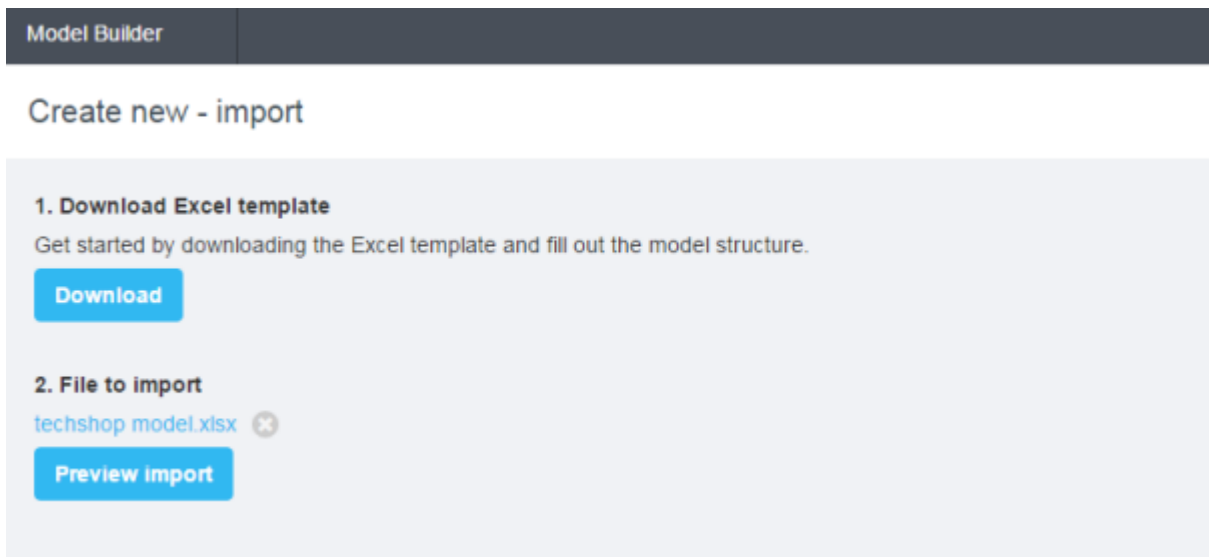 Model Builder
Create new - import
1. Download Excel template
Get started by downloading the Excel template and fill out the model structure.
Download
2. File to import
techshop model.xlsx
Preview import